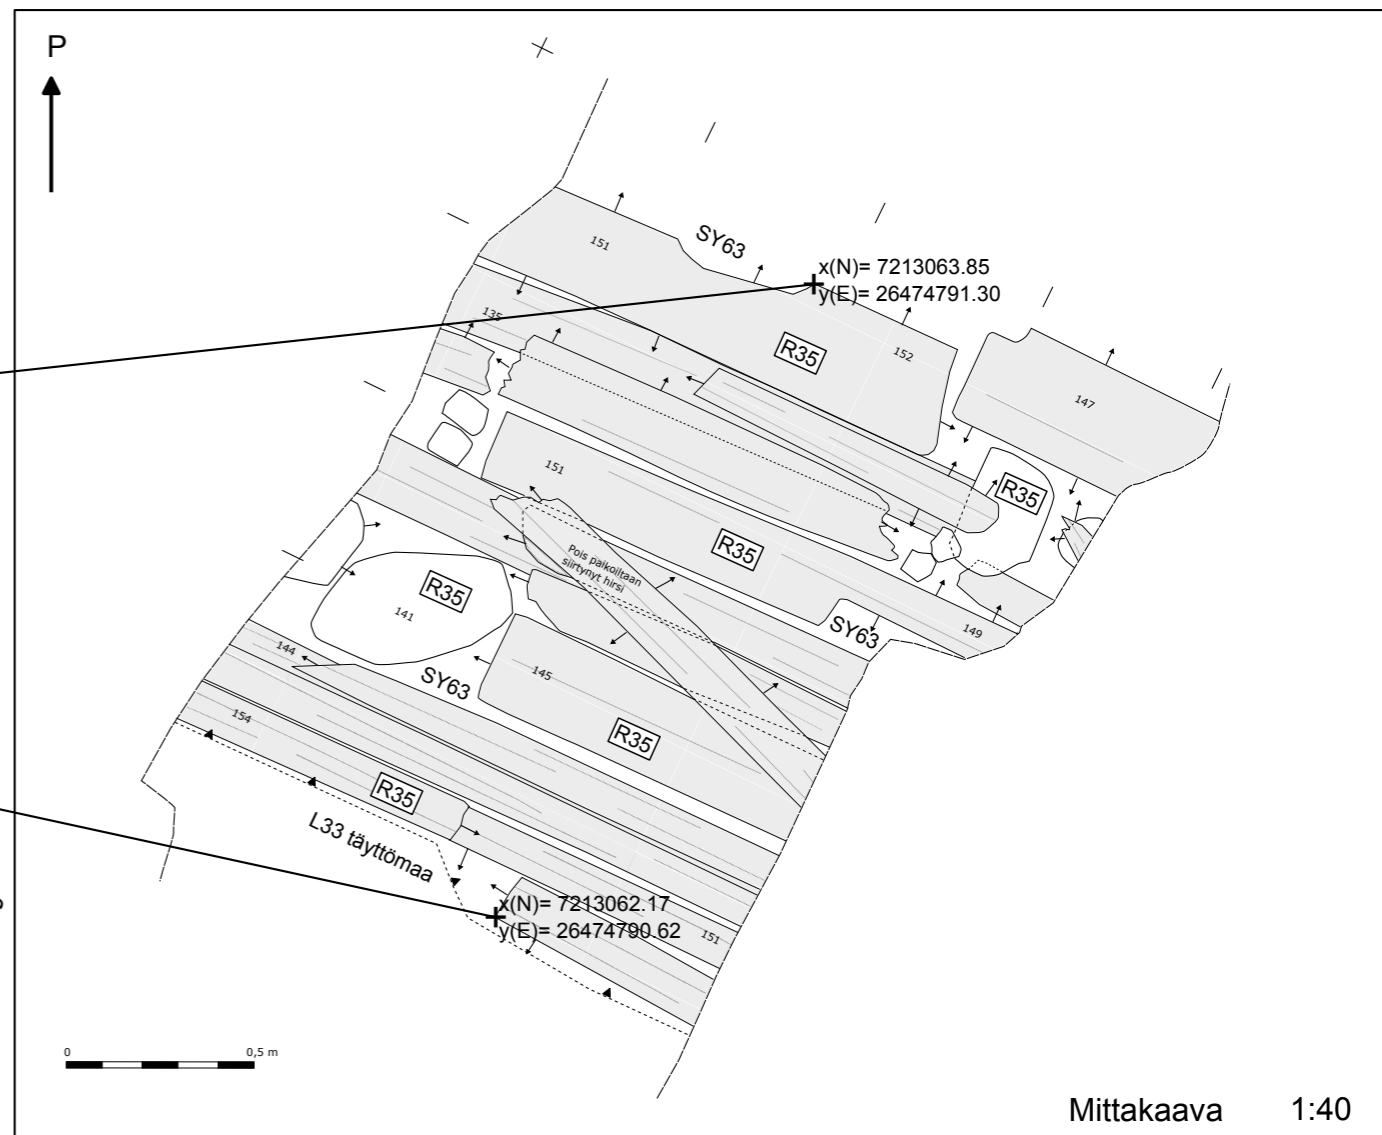 P
SY63
151
x(N)= 7213063.85
y(E)= 26474791.30
135
R35
152
147
151
R35
R35
Pois paikoiltaan
siirtynyt hirsi
R35
141
SY63
149
144
SY63
145
154
R35
R35
L33 täyttömaa
x(N)= 7213062.17
y(E)= 26474790.62
151
0
0,5 m
Mittakaava 1:40